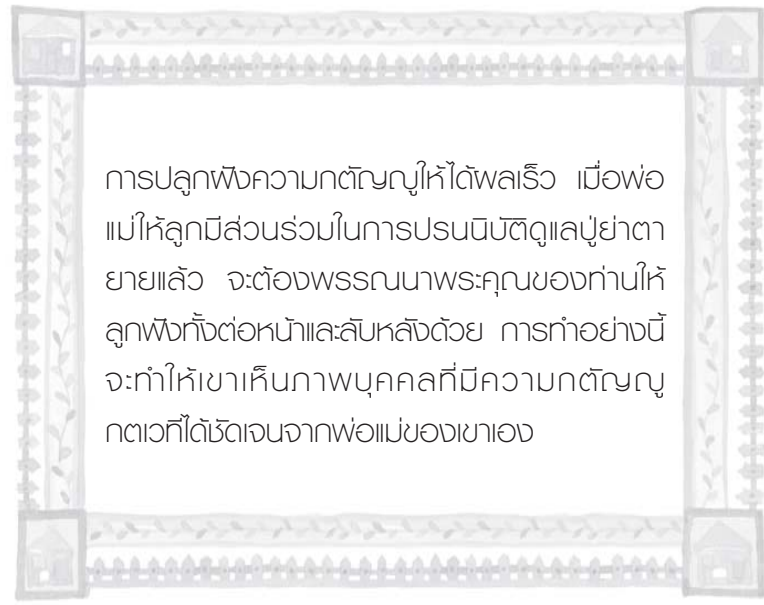 การปลูกฝังความกตัญญูให้ได้ผลเร็ว เมื่อพ่อ
แม่ให้ลูกมีส่วนร่วมในการปรนนิบัติดูแลปู่ย่าตา
ยายแล้ว จะต้องพรรณนาพระคุณของท่านให้
ลูกฟังทั้งต่อหน้าและลับหลังด้วย การทำอย่างนี้
จะทำให้เขาเห็นภาพบุคคลที่มีความกตัญญู
กตเวทีได้ชัดเจนจากพ่อแม่ของเขาเอง